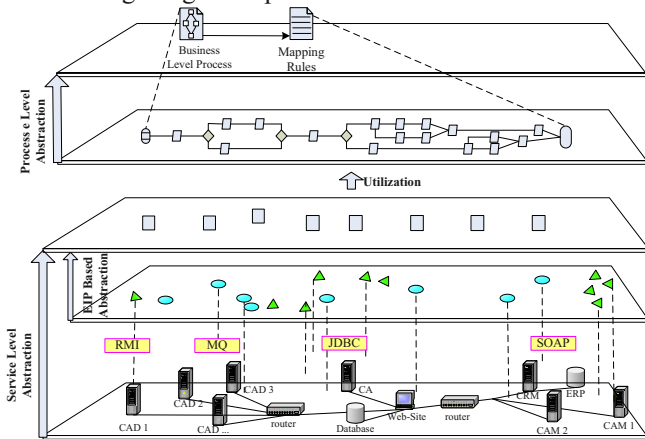 Business
Level Process
Mapping
Rules
Process e Level
Abstraction
Utilization
Service Level
Abstraction
EIP Based
Abstraction
RMI
MQ
JDBC
SOAP
CAD 1
CAD 2
CAD 3
CAD ...
router
CA
Database
Web-Site
router
CRM
ERP
CAM 2
CAM 1